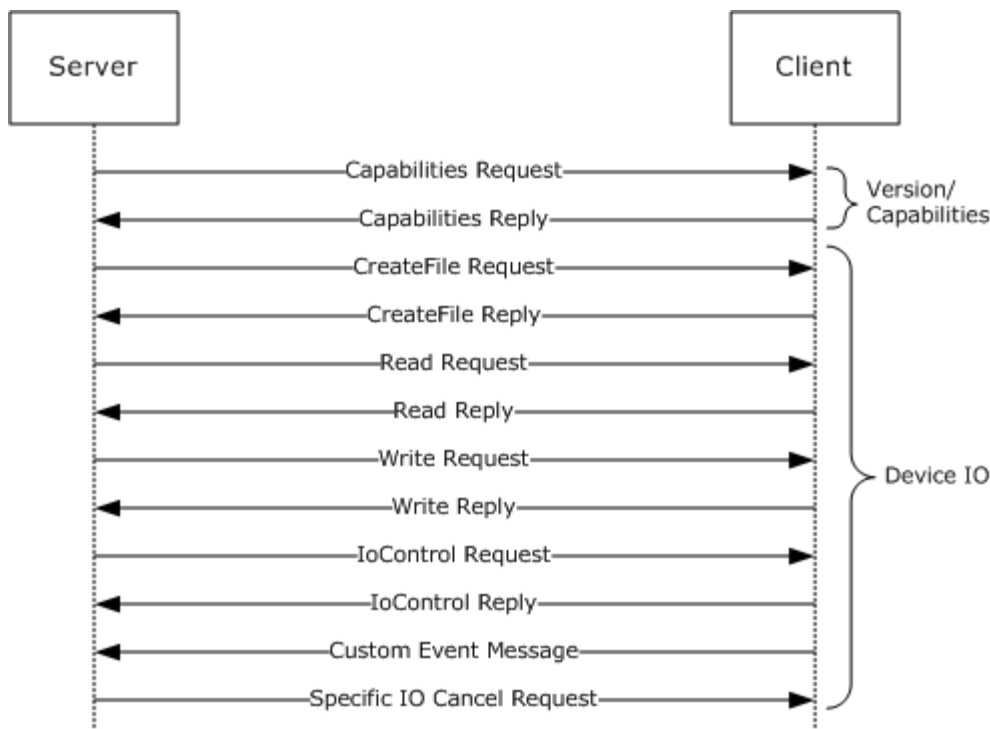 Server
Client
Capabilities Request
Version/
Capabilities
Capabilities Reply
CreateFile Request
CreateFile Reply
Read Request
Read Reply
Write Request
Device IO
Write Reply
IoControl Request
IoControl Reply
Custom Event Message
Specific IO Cancel Request